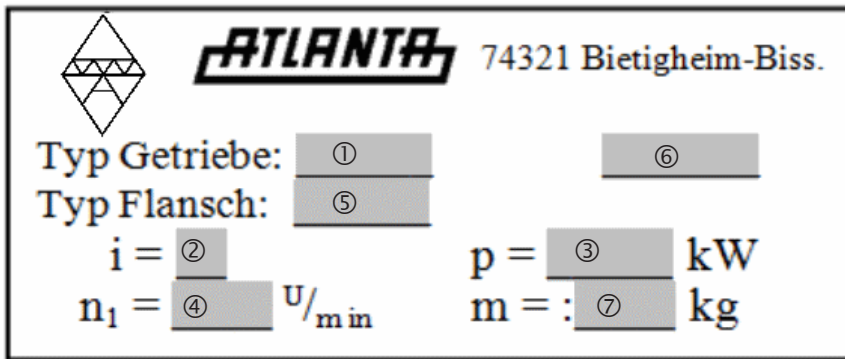 ATLANTA 74321 Bietigheim-Biss.
Typ Getriebe: ① ⑥
Typ Flansch: ⑤
i = ② p = ③ kW
n₁ = ④ U/min m = :⑦ kg